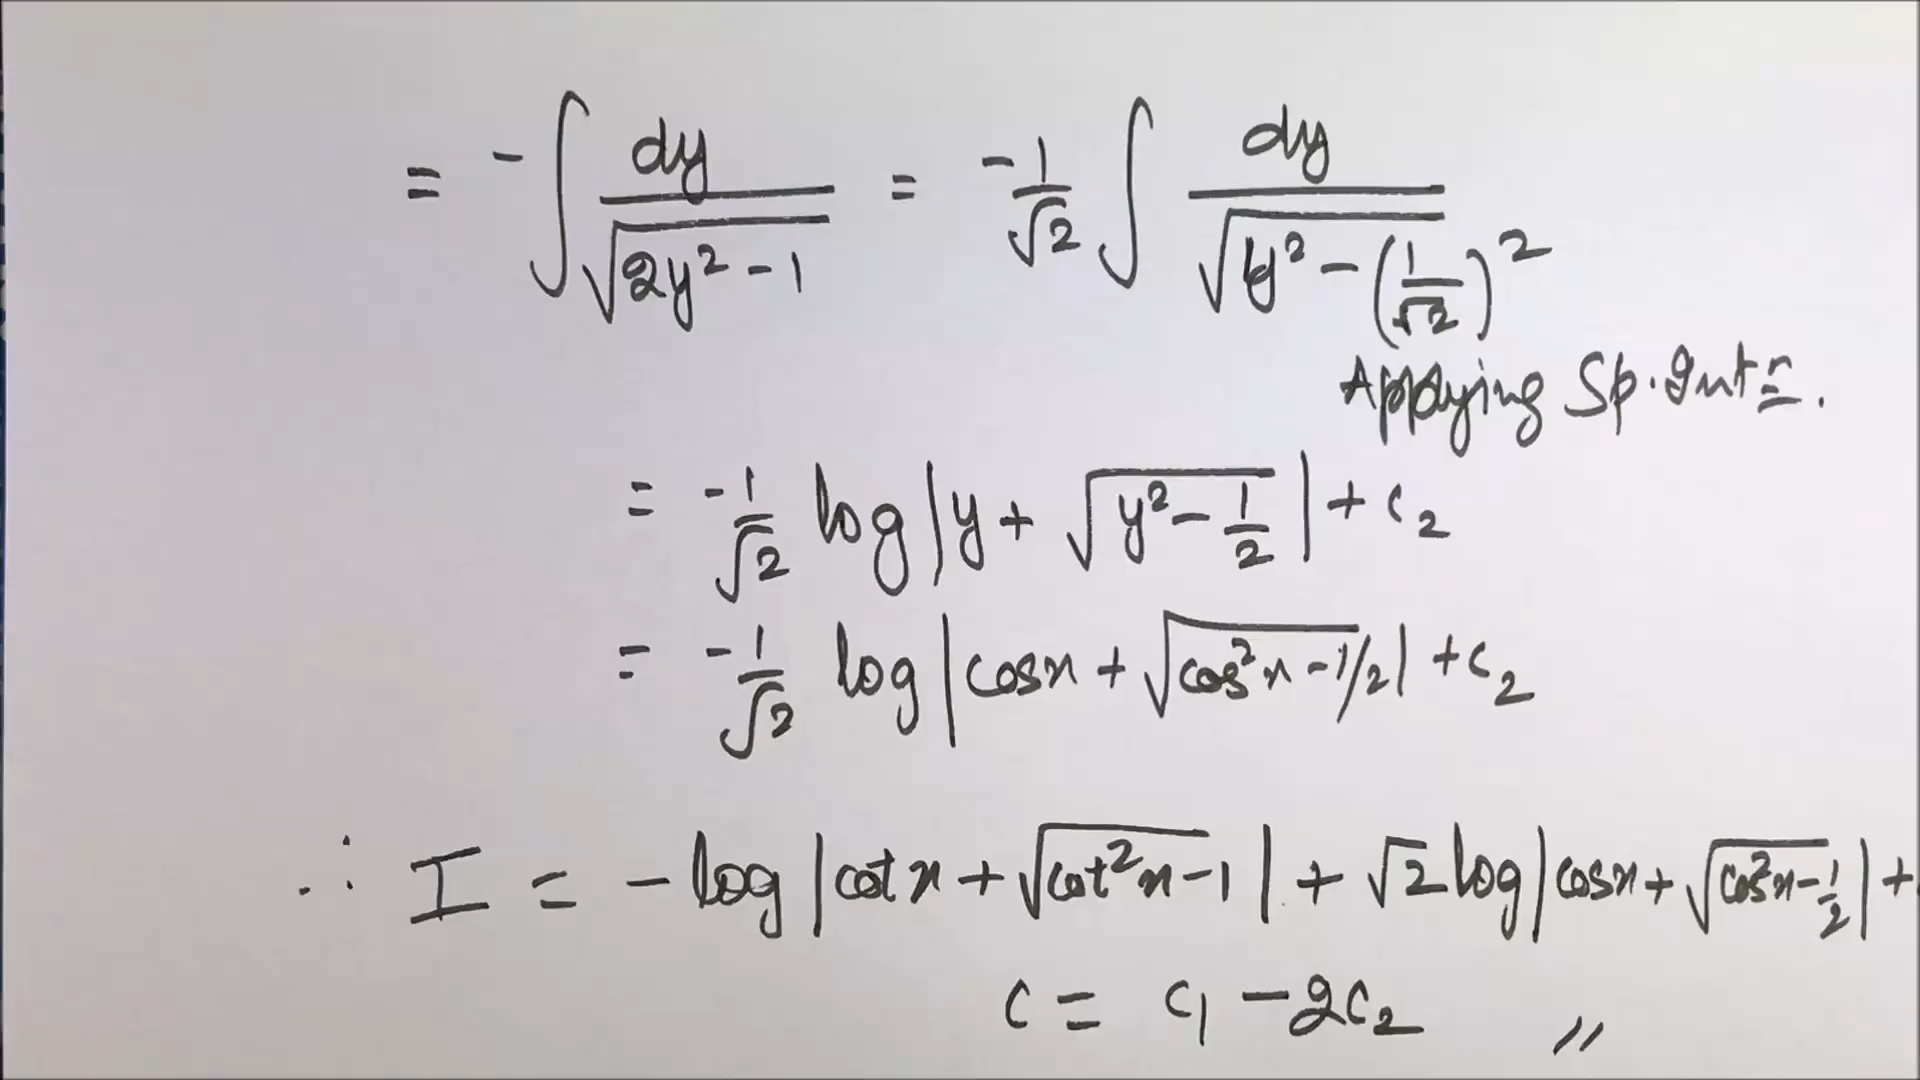 = -∫ dy/√(2y² - 1) = -1/√2 ∫ dy/√(y² - (1/√2)²)
Applying Sp. Intn.
= -1/√2 log |y + √(y² - 1/2)| + c₂
= -1/√2 log |cosx + √(cos²x - 1/2)| + c₂
∴ I = - log |cot x + √(cot²x - 1)| + √2 log |cosx + √(cos²x - 1/2)| +
c = c₁ - 2c₂ //